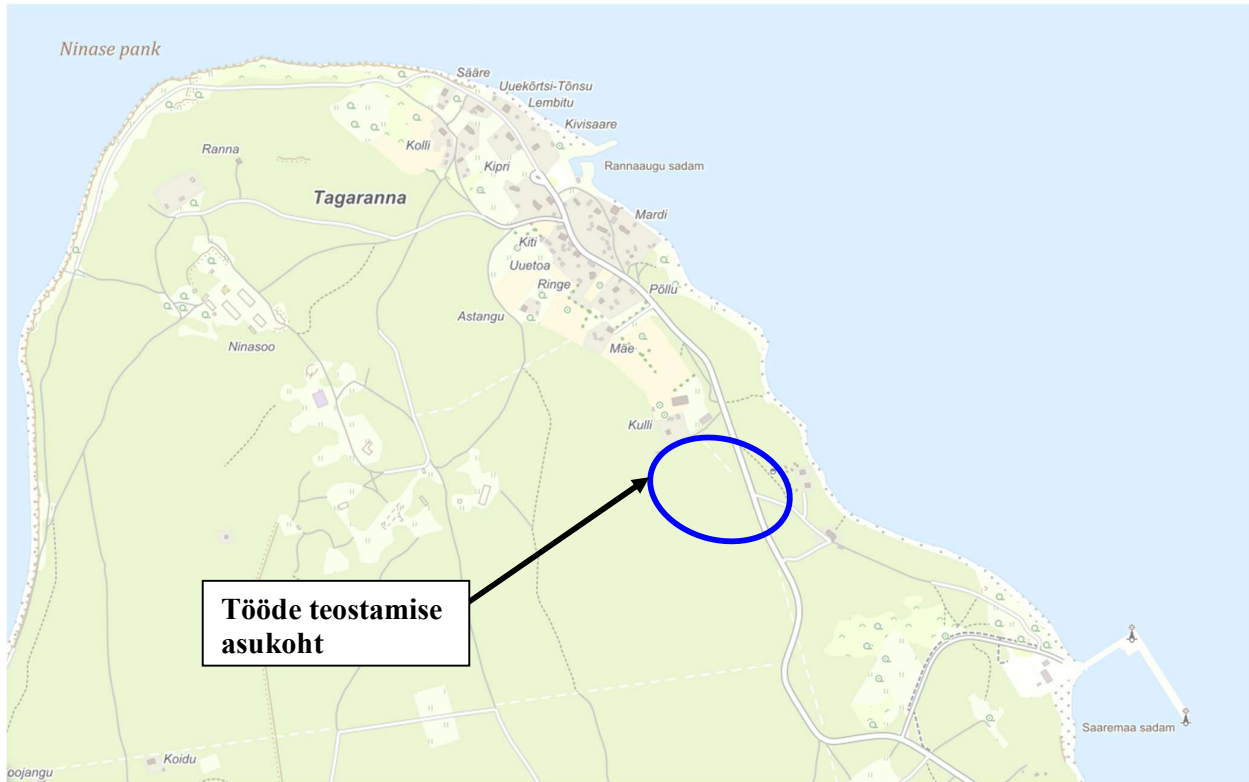 Ninase pank
Sääre
Uuekõrtsi-Tõnsu
Lembitu
Kivisaare
Kolli
Ranna
Kipri
Rannaaugu sadam
Tagaranna
Mardi
Kiti
Uuetoa
Ringe
Põllu
Astangu
Ninasoo
Mäe
Kulli
Tööde teostamise
asukoht
Saaremaa sadam
Koidu
oojangu